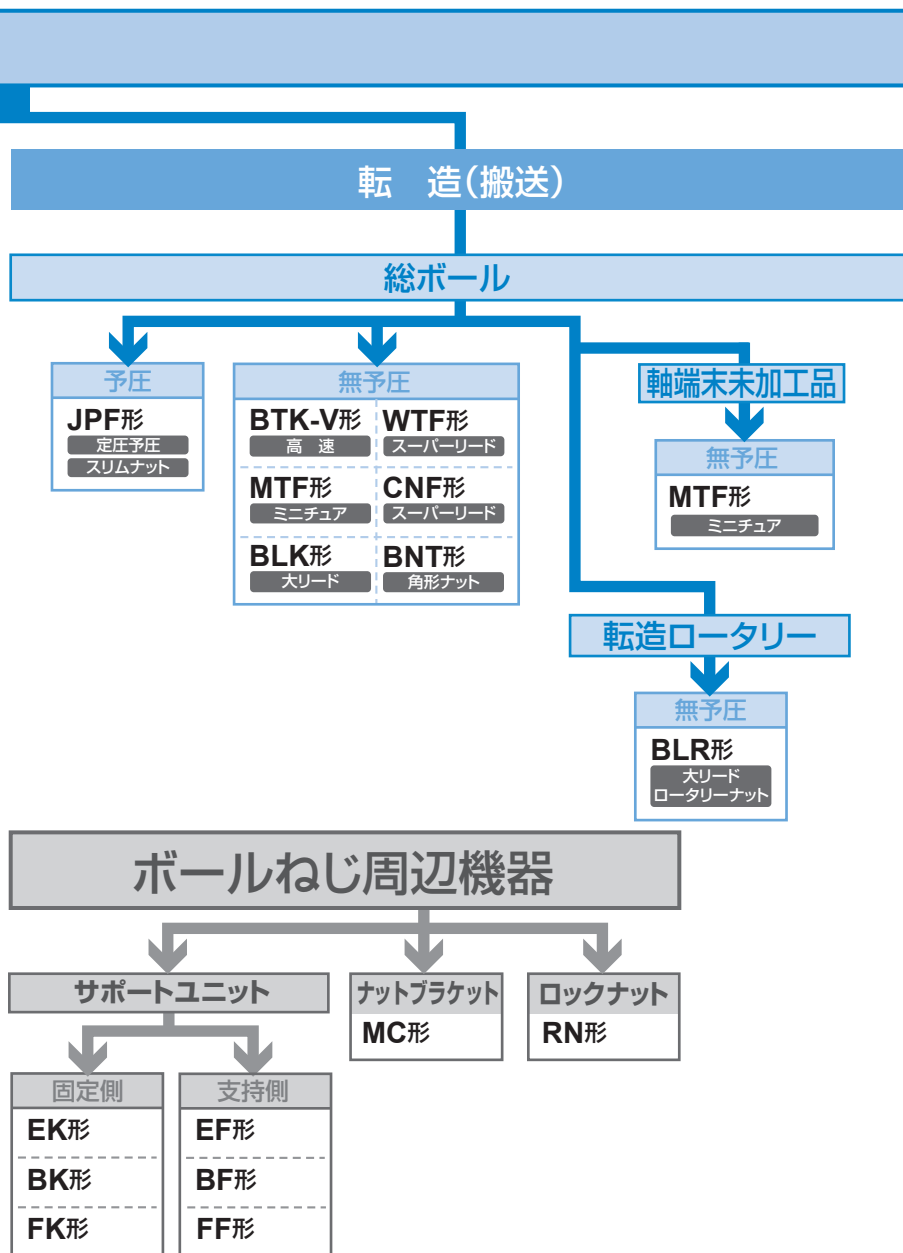 転　造(搬送)
総ボール
予圧
JPF形
定圧予圧
スリムナット
無予圧
BTK-V形
高　速
WTF形
スーパーリード
MTF形
ミニチュア
CNF形
スーパーリード
BLK形
大リード
BNT形
角形ナット
軸端末未加工品
無予圧
MTF形
ミニチュア
転造ロータリー
無予圧
BLR形
大リード
ロータリーナット
ボールねじ周辺機器
サポートユニット
固定側
EK形
BK形
FK形
支持側
EF形
BF形
FF形
ナットブラケット
MC形
ロックナット
RN形